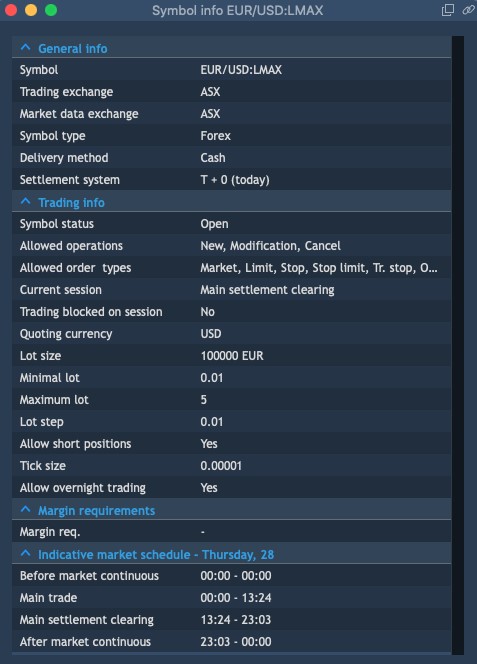 Symbol info EUR/USD:LMAX
General info
Symbol EUR/USD:LMAX
Trading exchange ASX
Market data exchange ASX
Symbol type Forex
Delivery method Cash
Settlement system T + 0 (today)
Trading info
Symbol status Open
Allowed operations New, Modification, Cancel
Allowed order types Market, Limit, Stop, Stop limit, Tr. stop, O...
Current session Main settlement clearing
Trading blocked on session No
Quoting currency USD
Lot size 100000 EUR
Minimal lot 0.01
Maximum lot 5
Lot step 0.01
Allow short positions Yes
Tick size 0.00001
Allow overnight trading Yes
Margin requirements
Margin req. -
Indicative market schedule - Thursday, 28
Before market continuous 00:00 - 00:00
Main trade 00:00 - 13:24
Main settlement clearing 13:24 - 23:03
After market continuous 23:03 - 00:00